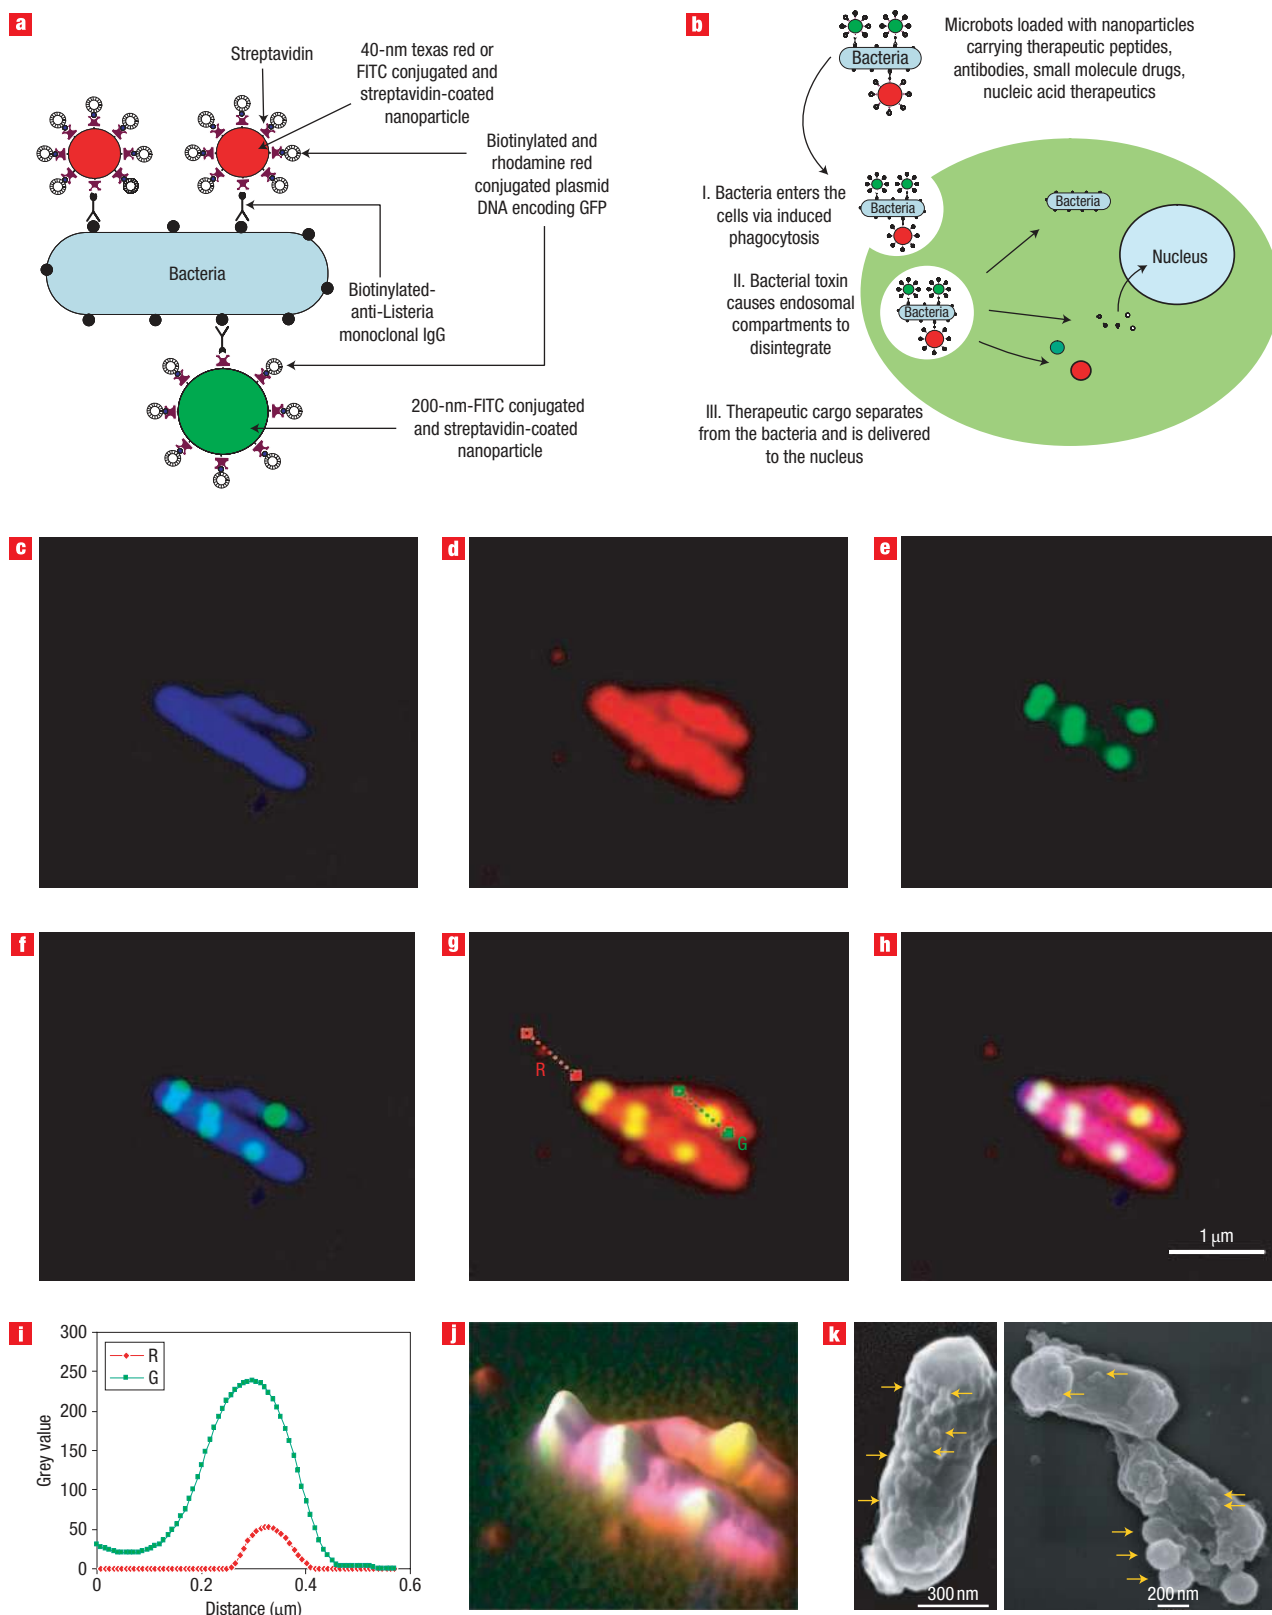 a
Streptavidin
40-nm texas red or
FITC conjugated and
streptavidin-coated
nanoparticle
Biotinylated and
rhodamine red
conjugated plasmid
DNA encoding GFP
Bacteria
Biotinylated-
anti-Listeria
monoclonal IgG
200-nm-FITC conjugated
and streptavidin-coated
nanoparticle
b
Bacteria
Microbots loaded with nanoparticles
carrying therapeutic peptides,
antibodies, small molecule drugs,
nucleic acid therapeutics
I. Bacteria enters the
cells via induced
phagocytosis
Bacteria
Bacteria
Nucleus
II. Bacterial toxin
causes endosomal
compartments to
disintegrate
Bacteria
III. Therapeutic cargo separates
from the bacteria and is delivered
to the nucleus
c
d
e
f
g
R
G
h
1 µm
i
300
250
200
150
100
50
0
Grey value
R
G
0
0.2
0.4
0.6
Distance (µm)
j
k
300 nm
200 nm